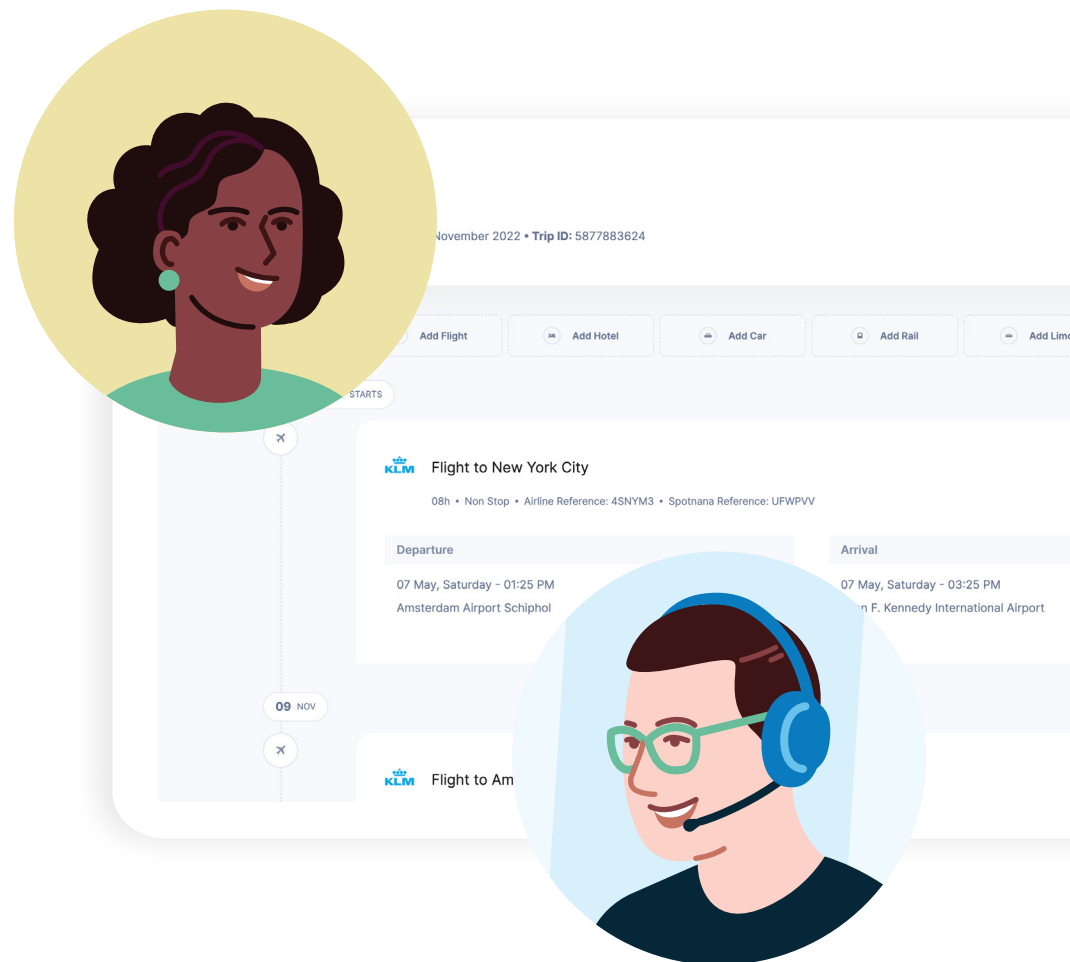 November 2022 • Trip ID: 5877883624
Add Flight Add Hotel Add Car Add Rail Add Limo
STARTS
KLM Flight to New York City
08h • Non Stop • Airline Reference: 4SNYM3 • Spotnana Reference: UFWPVV
Departure Arrival
07 May, Saturday - 01:25 PM 07 May, Saturday - 03:25 PM
Amsterdam Airport Schiphol F. Kennedy International Airport
09 NOV
KLM Flight to Am